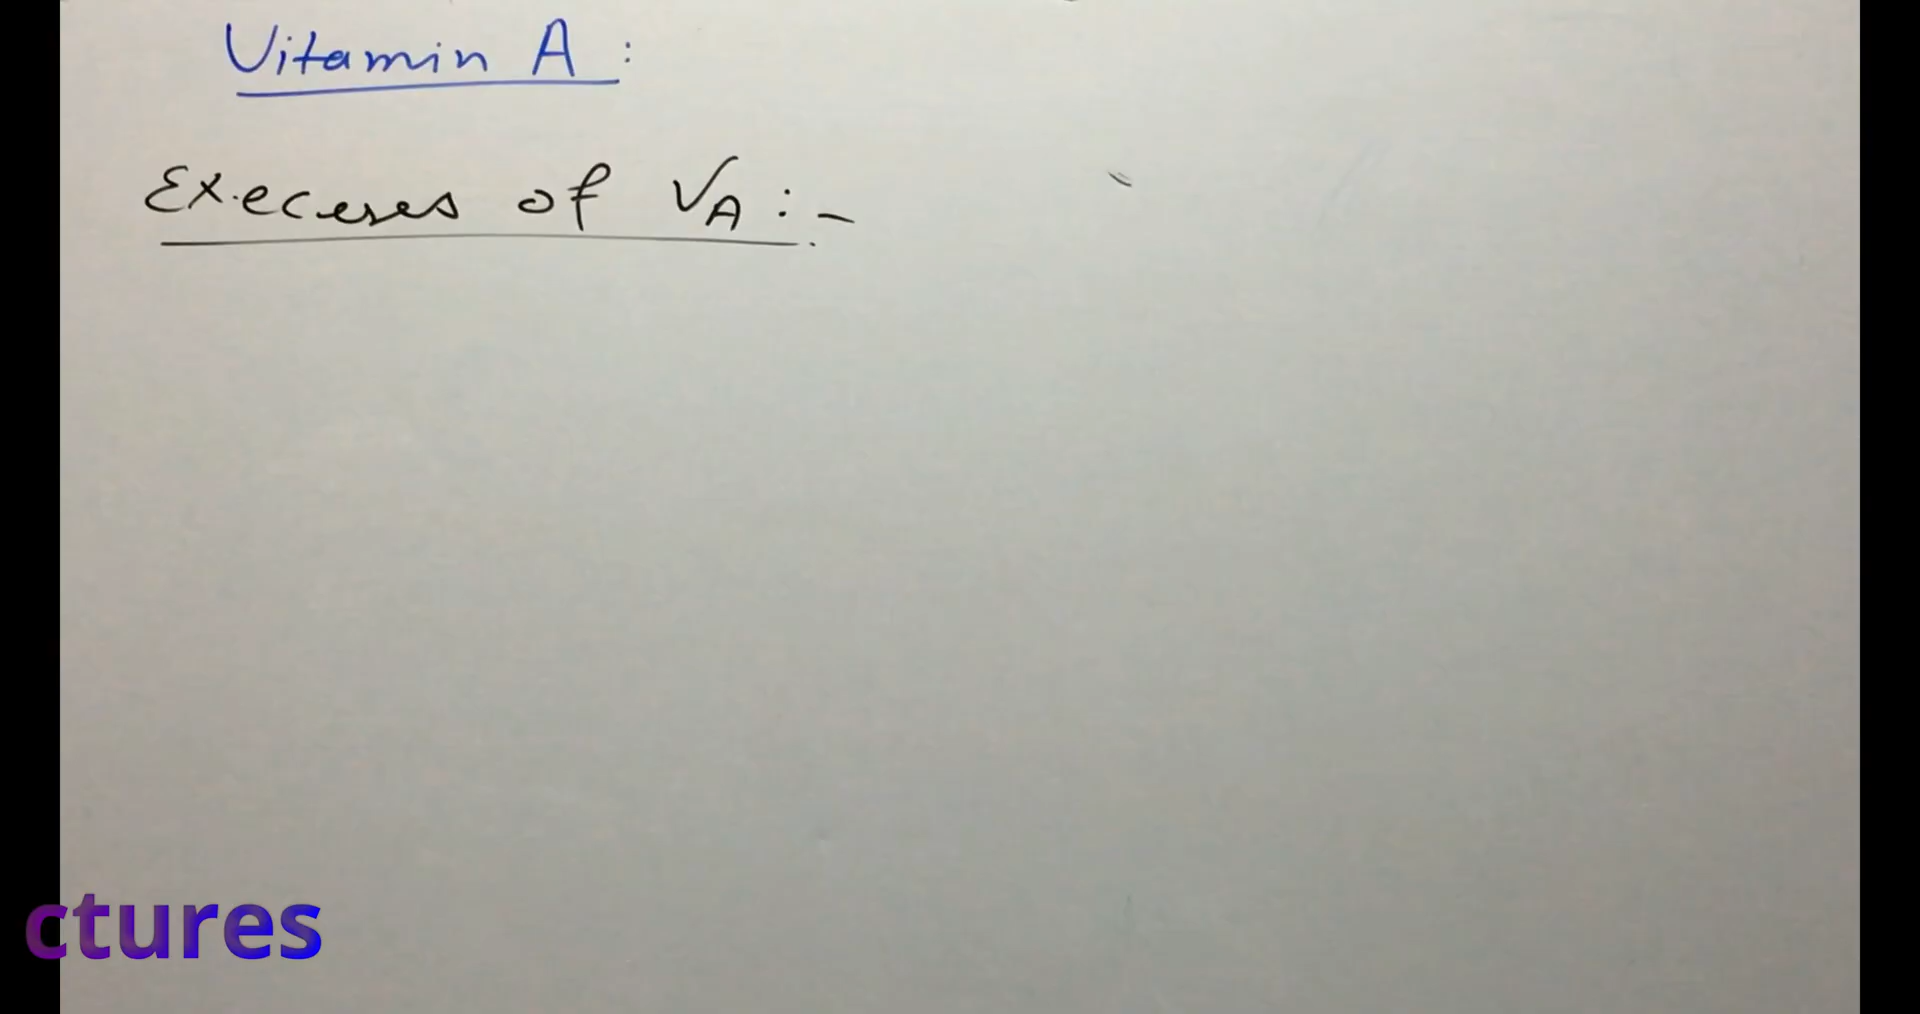 Vitamin A :
Execeses of VA :-
ctures